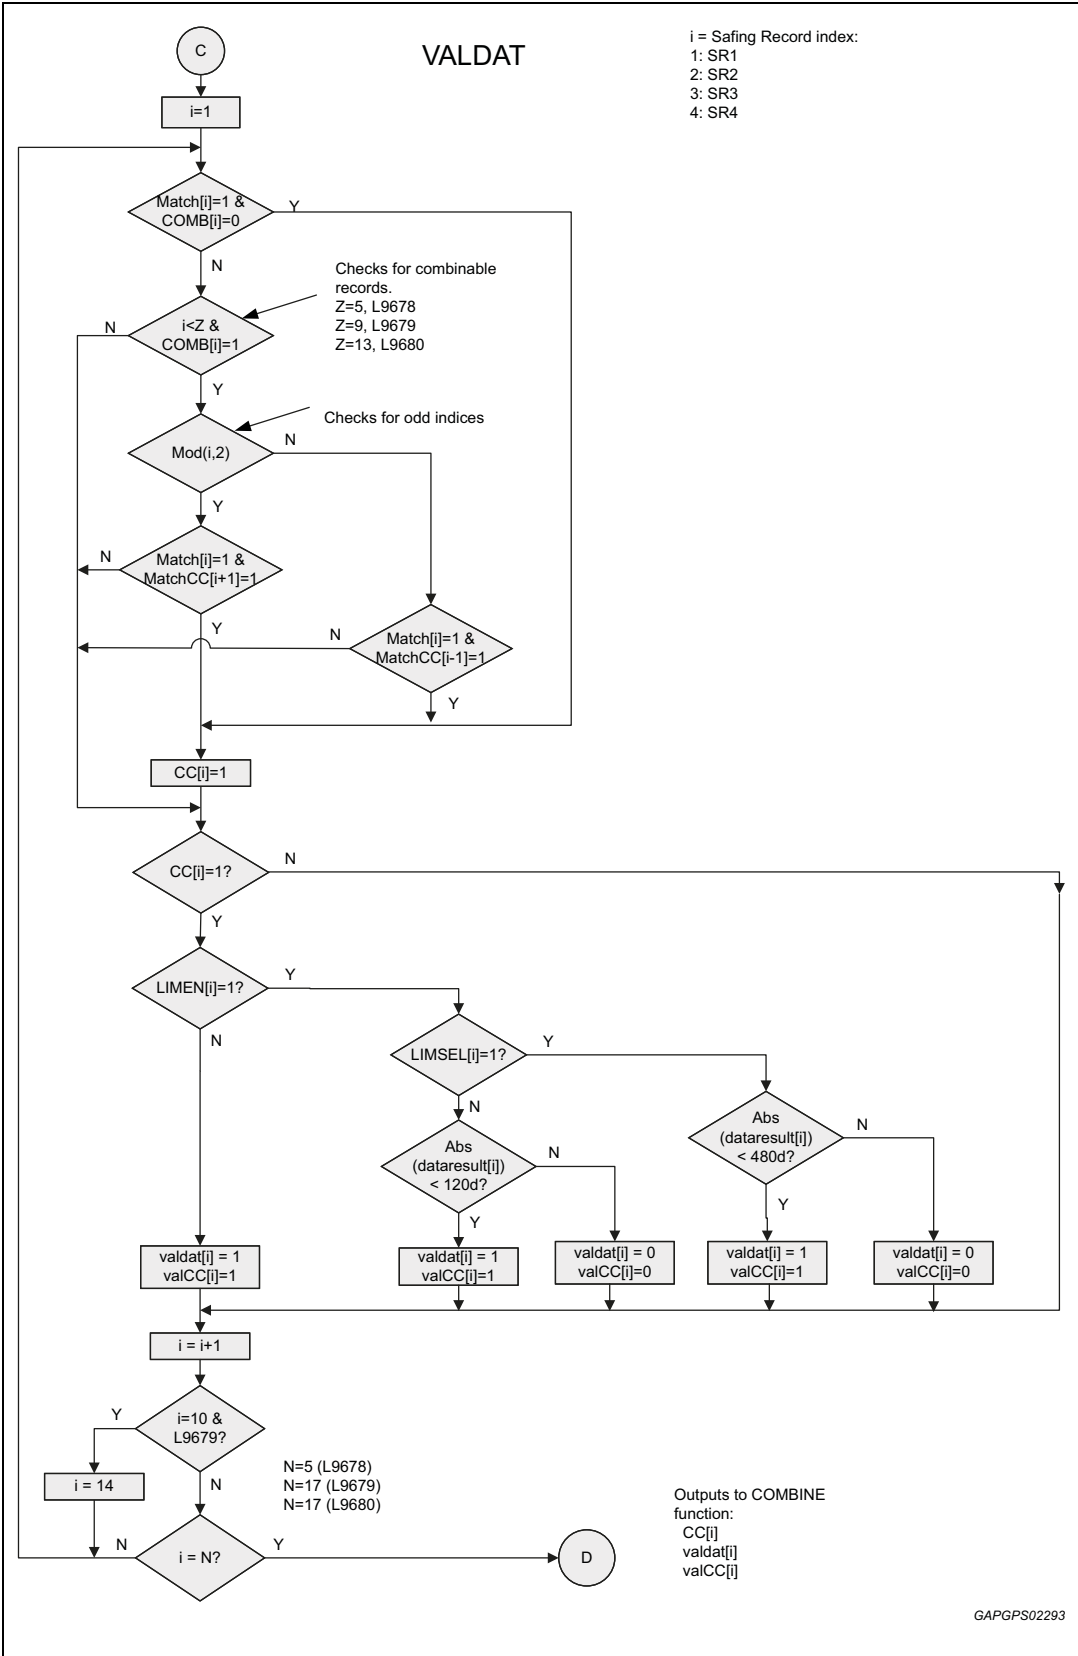 C
VALDAT
i = Safing Record index:
1: SR1
2: SR2
3: SR3
4: SR4
i=1
Match[i]=1 &
COMB[i]=0
Y
N
Checks for combinable
records.
Z=5, L9678
Z=9, L9679
Z=13, L9680
i<Z &
COMB[i]=1
N
Y
Checks for odd indices
Mod(i,2)
N
Y
Match[i]=1 &
MatchCC[i+1]=1
N
Y
Match[i]=1 &
MatchCC[i-1]=1
N
Y
CC[i]=1
CC[i]=1?
N
Y
LIMEN[i]=1?
Y
N
LIMSEL[i]=1?
Y
N
Abs
(dataresult[i])
< 120d?
N
Y
Abs
(dataresult[i])
< 480d?
N
Y
valdat[i] = 1
valCC[i]=1
valdat[i] = 1
valCC[i]=1
valdat[i] = 0
valCC[i]=0
valdat[i] = 1
valCC[i]=1
valdat[i] = 0
valCC[i]=0
i = i+1
i=10 &
L9679?
Y
N
i = 14
N=5 (L9678)
N=17 (L9679)
N=17 (L9680)
i = N?
N
Y
D
Outputs to COMBINE
function:
CC[i]
valdat[i]
valCC[i]
GAPGPS02293